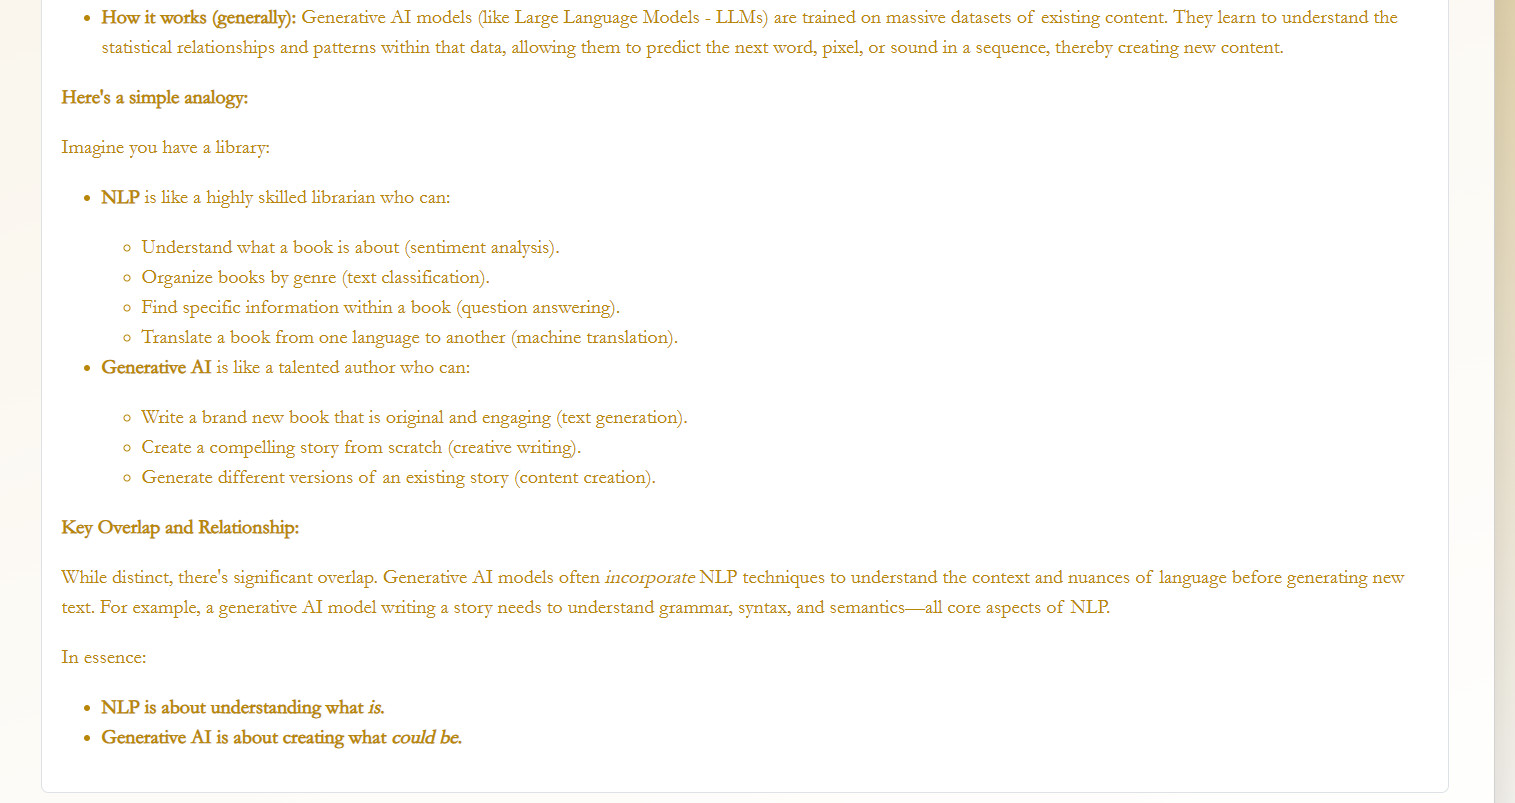 • How it works (generally): Generative AI models (like Large Language Models - LLMs) are trained on massive datasets of existing content. They learn to understand the
statistical relationships and patterns within that data, allowing them to predict the next word, pixel, or sound in a sequence, thereby creating new content.
Here's a simple analogy:
Imagine you have a library:
• NLP is like a highly skilled librarian who can:
◦ Understand what a book is about (sentiment analysis).
◦ Organize books by genre (text classification).
◦ Find specific information within a book (question answering).
◦ Translate a book from one language to another (machine translation).
• Generative AI is like a talented author who can:
◦ Write a brand new book that is original and engaging (text generation).
◦ Create a compelling story from scratch (creative writing).
◦ Generate different versions of an existing story (content creation).
Key Overlap and Relationship:
While distinct, there's significant overlap. Generative AI models often incorporate NLP techniques to understand the context and nuances of language before generating new
text. For example, a generative AI model writing a story needs to understand grammar, syntax, and semantics—all core aspects of NLP.
In essence:
• NLP is about understanding what is.
• Generative AI is about creating what could be.